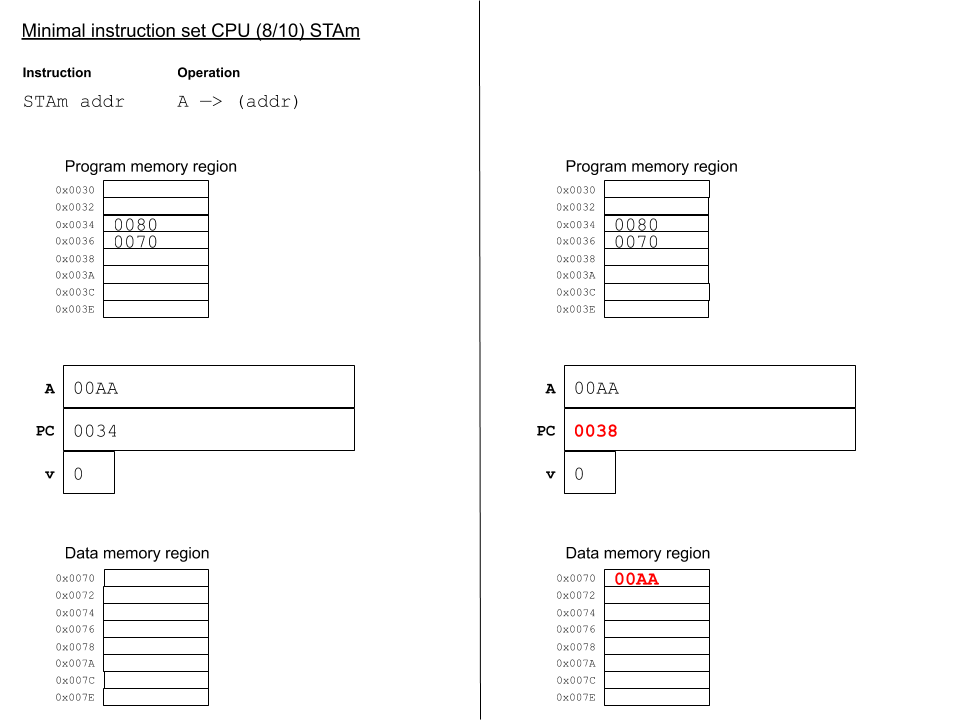 Minimal instruction set CPU (8/10) STAm
Instruction Operation
STAm addr A —> (addr)
Program memory region
0x0030
0x0032
0x0034 0080
0x0036 0070
0x0038
0x003A
0x003C
0x003E
A 00AA
PC 0034
v 0
Data memory region
0x0070
0x0072
0x0074
0x0076
0x0078
0x007A
0x007C
0x007E
Program memory region
0x0030
0x0032
0x0034 0080
0x0036 0070
0x0038
0x003A
0x003C
0x003E
A 00AA
PC 0038
v 0
Data memory region
0x0070 00AA
0x0072
0x0074
0x0076
0x0078
0x007A
0x007C
0x007E